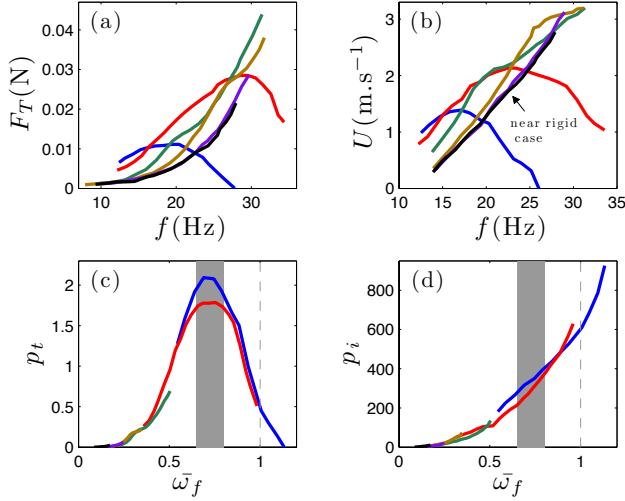 (a)
F_T(N)
0.04
0.03
0.02
0.01
0
10 20 30
f(Hz)
(b)
U(m.s⁻¹)
3
2
1
0
near rigid
case
10 15 20 25 30 35
f(Hz)
(c)
p_t
2
1.5
1
0.5
0
0 0.5 1
ω̄_f
(d)
p_i
800
600
400
200
0
0 0.5 1
ω̄_f